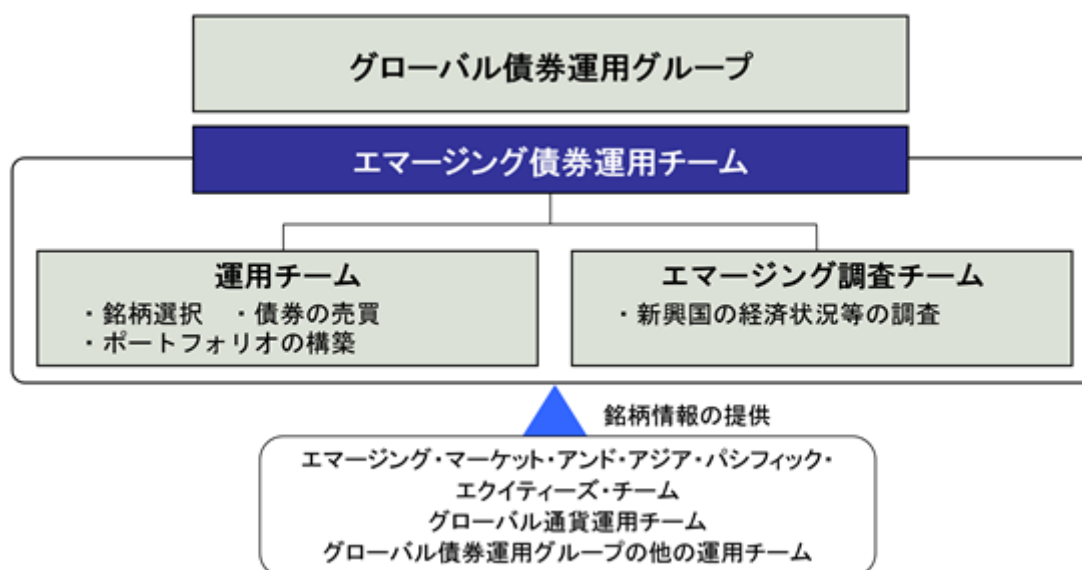 グローバル債券運用グループ
エマージング債券運用チーム
運用チーム
・銘柄選択 ・債券の売買
・ポートフォリオの構築
エマージング調査チーム
・新興国の経済状況等の調査
銘柄情報の提供
エマージング・マーケット・アンド・アジア・パシフィック・
エクイティーズ・チーム
グローバル通貨運用チーム
グローバル債券運用グループの他の運用チーム